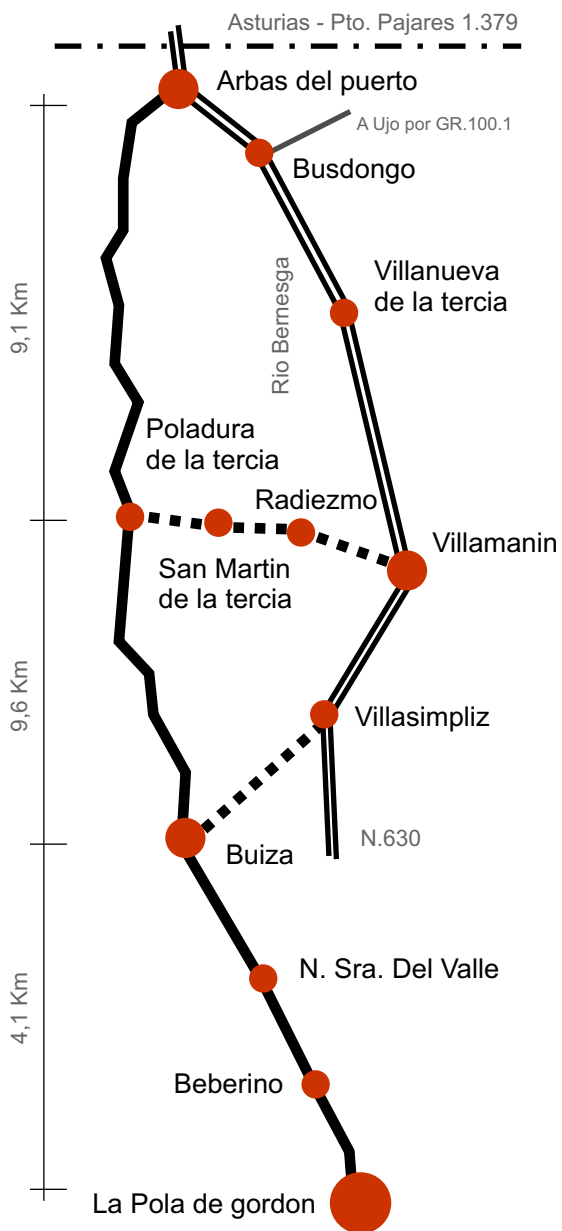 Asturias - Pto. Pajares 1.379
Arbas del puerto
A Ujo por GR.100.1
Busdongo
Villanueva
de la tercia
Rio Bernesga
9,1 Km
Poladura
de la tercia
Radiezmo
Villamanin
San Martin
de la tercia
9,6 Km
Villasimpliz
N.630
Buiza
N. Sra. Del Valle
4,1 Km
Beberino
La Pola de gordon